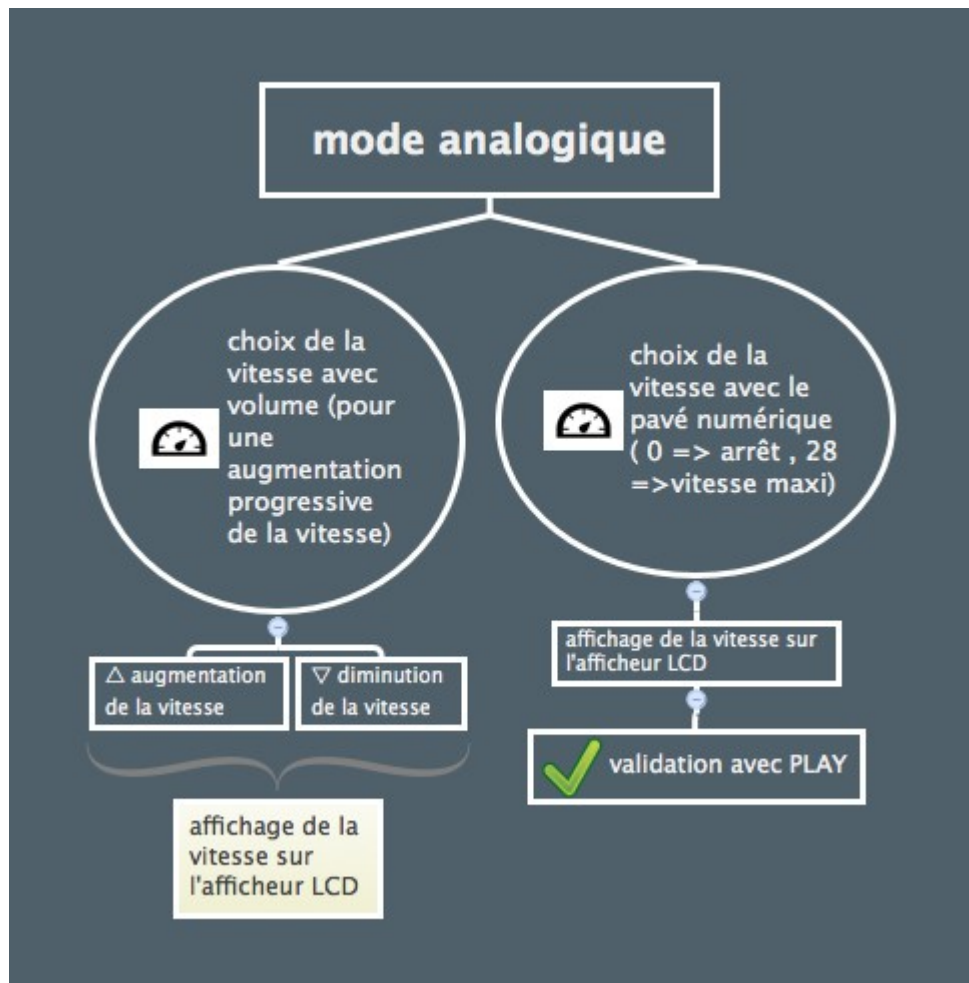 mode analogique
choix de la
vitesse avec
volume (pour
une
augmentation
progressive
de la vitesse)
choix de la
vitesse avec le
pavé numérique
( 0 => arrêt , 28
=>vitesse maxi)
△ augmentation
de la vitesse
▽ diminution
de la vitesse
affichage de la
vitesse sur
l'afficheur LCD
affichage de la vitesse sur
l'afficheur LCD
validation avec PLAY